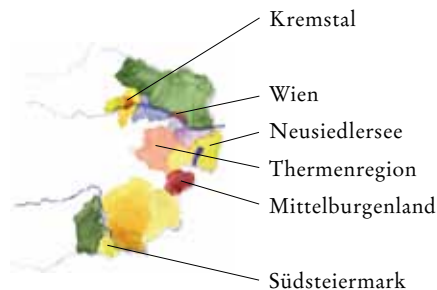 Kremstal
Wien
Neusiedlersee
Thermenregion
Mittelburgenland
Südsteiermark